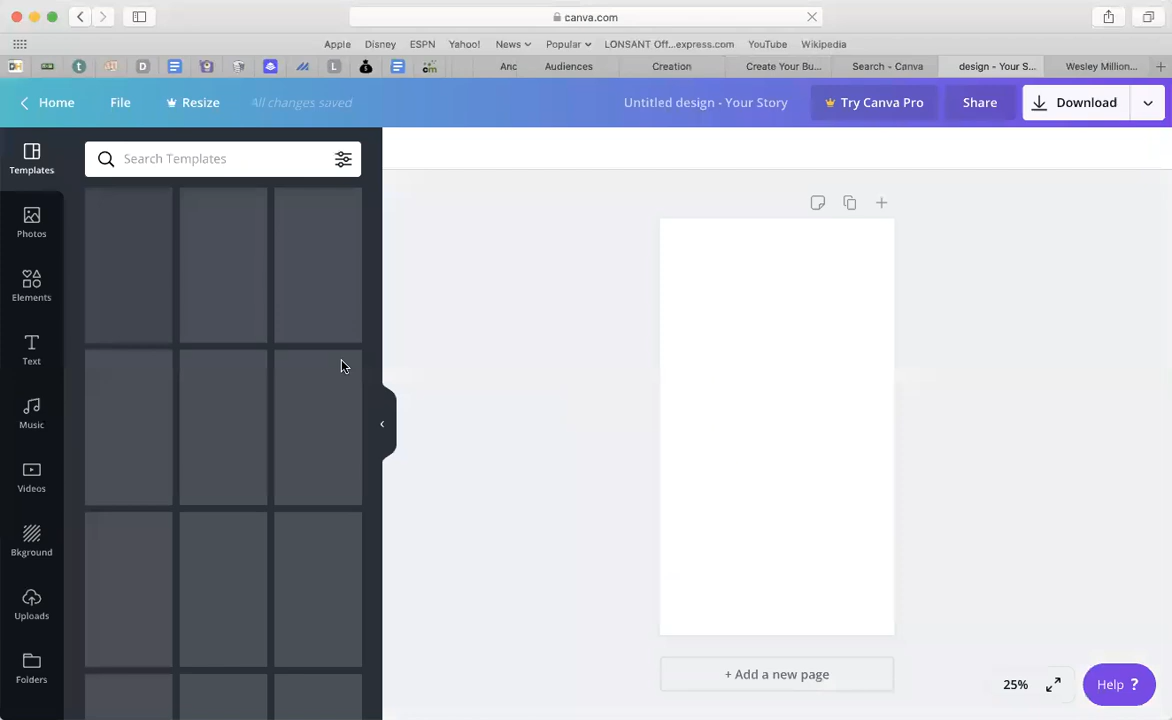 canva.com
Apple Disney ESPN Yahoo! News Popular LONSANT Off...express.com YouTube Wikipedia
Anc Audiences Creation Create Your Bu... Search - Canva design - Your S... Wesley Million...
Home File Resize All changes saved Untitled design - Your Story Try Canva Pro Share Download
Templates
Search Templates
Photos
Elements
Text
Music
Videos
Bkground
Uploads
Folders
+ Add a new page
25%
Help ?